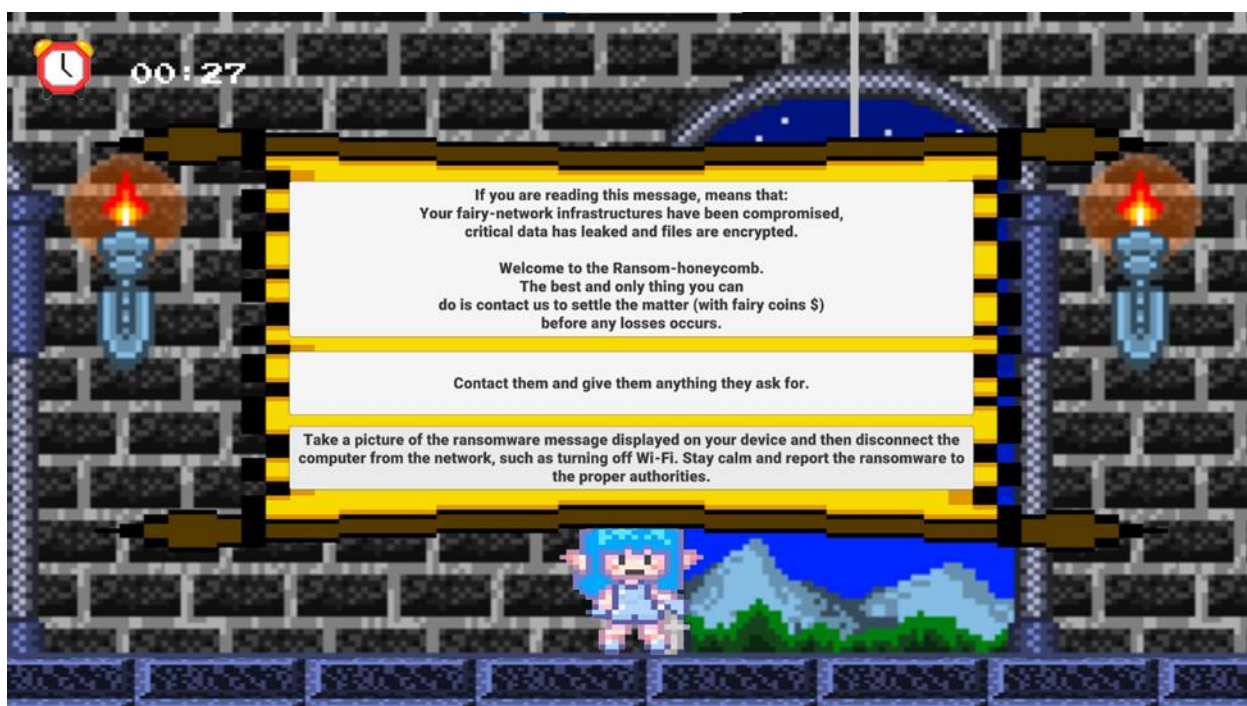 00:27
If you are reading this message, means that:
Your fairy-network infrastructures have been compromised,
critical data has leaked and files are encrypted.
Welcome to the Ransom-honeycomb.
The best and only thing you can
do is contact us to settle the matter (with fairy coins $)
before any losses occurs.
Contact them and give them anything they ask for.
Take a picture of the ransomware message displayed on your device and then disconnect the
computer from the network, such as turning off Wi-Fi. Stay calm and report the ransomware to
the proper authorities.